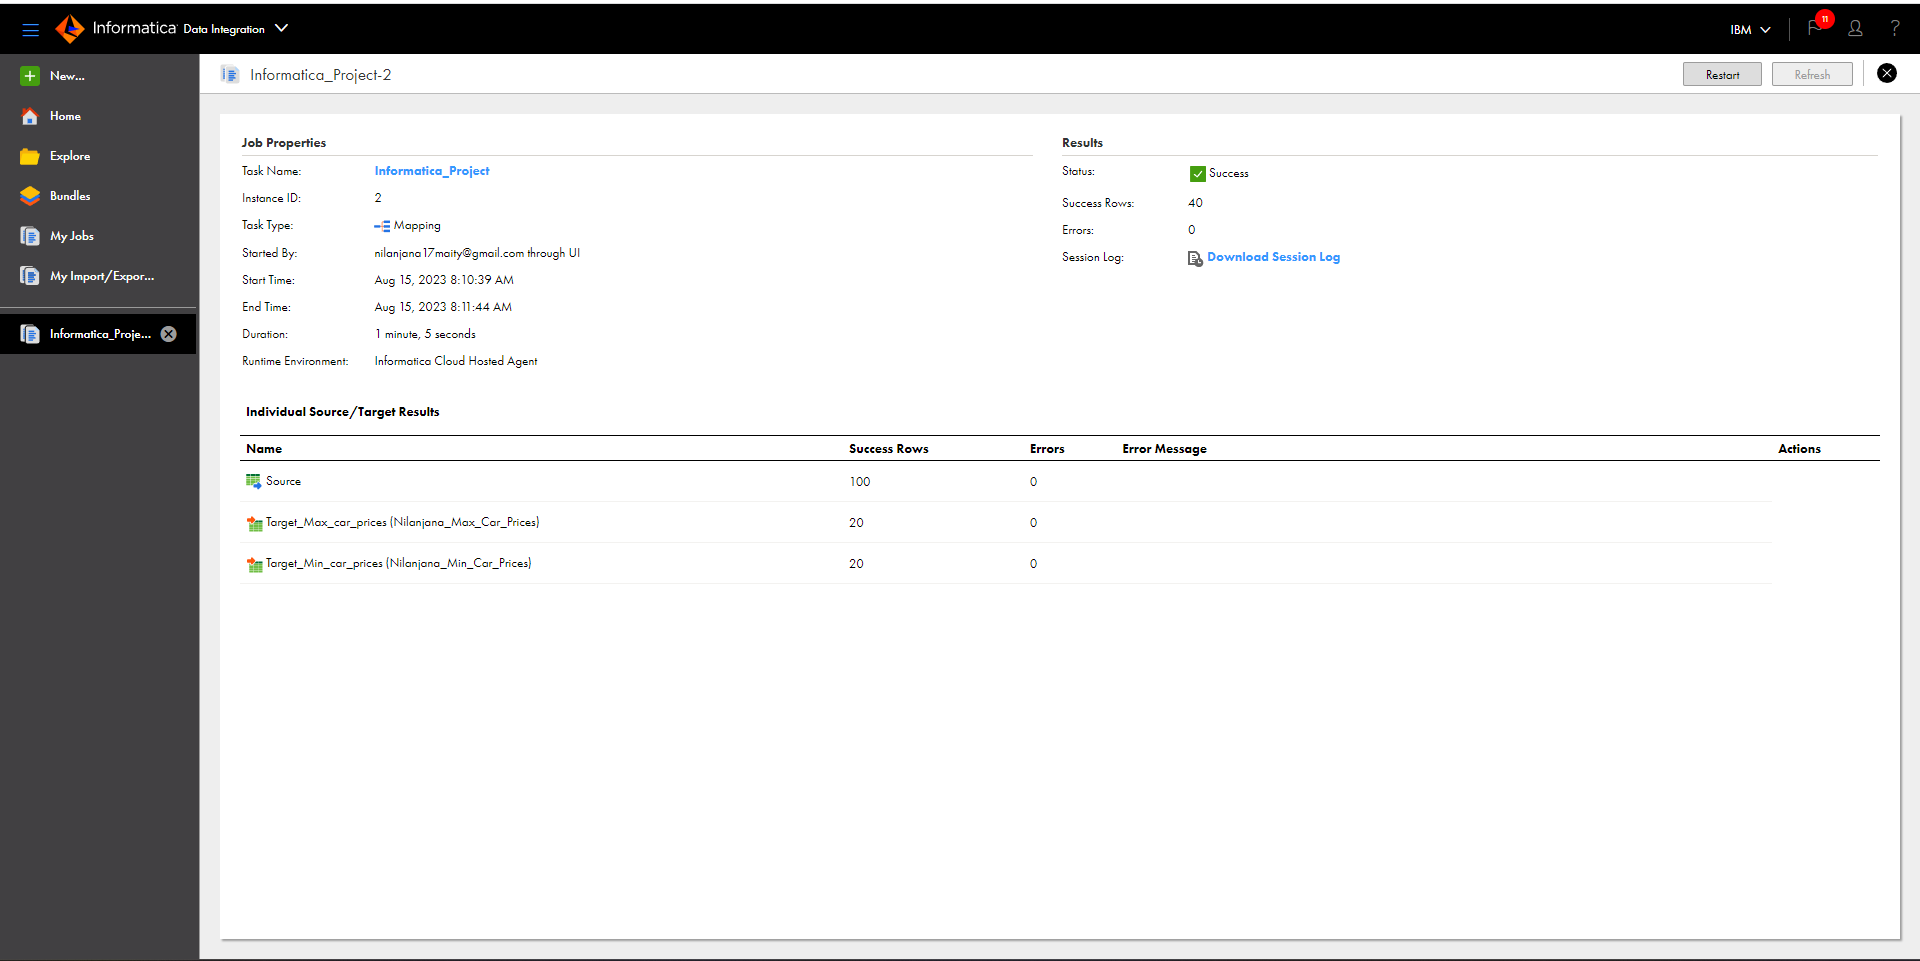 Informatica Data Integration
IBM
11
?
New...
Home
Explore
Bundles
My Jobs
My Import/Expor...
Informatica_Proje...
Informatica_Project-2
Restart
Refresh
Job Properties
Task Name: Informatica_Project
Instance ID: 2
Task Type: Mapping
Started By: nilanjana17maity@gmail.com through UI
Start Time: Aug 15, 2023 8:10:39 AM
End Time: Aug 15, 2023 8:11:44 AM
Duration: 1 minute, 5 seconds
Runtime Environment: Informatica Cloud Hosted Agent
Results
Status: Success
Success Rows: 40
Errors: 0
Session Log: Download Session Log
Individual Source/Target Results
Name Success Rows Errors Error Message Actions
Source 100 0
Target_Max_car_prices (Nilanjana_Max_Car_Prices) 20 0
Target_Min_car_prices (Nilanjana_Min_Car_Prices) 20 0